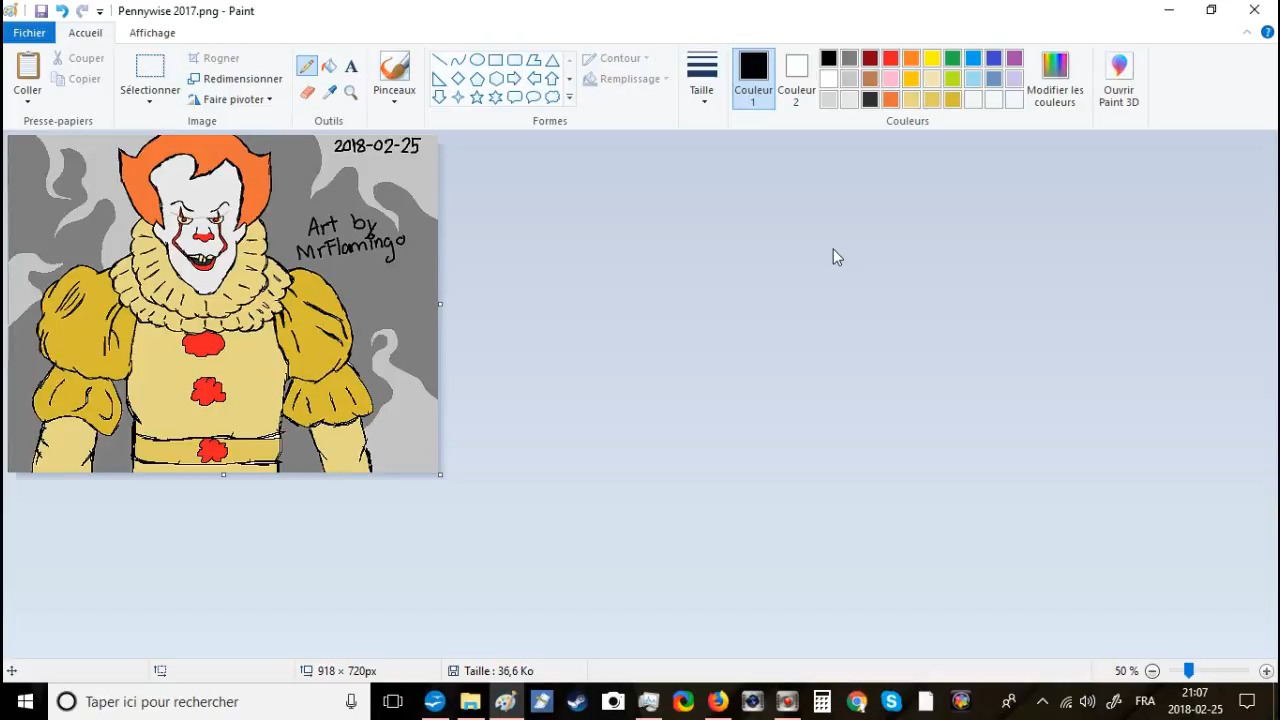 Pennywise 2017.png - Paint
Fichier Accueil Affichage
Coller
Couper
Copier
Presse-papiers
Sélectionner
Rogner
Redimensionner
Faire pivoter
Image
A
Outils
Pinceaux
Contour
Remplissage
Formes
Taille
Couleur
1
Couleur
2
Modifier les
couleurs
Couleurs
Ouvrir
Paint 3D
2018-02-25
Art by
MrFlamingo
918 × 720px
Taille : 36,6 Ko
50 %
Taper ici pour rechercher
FRA
21:07
2018-02-25